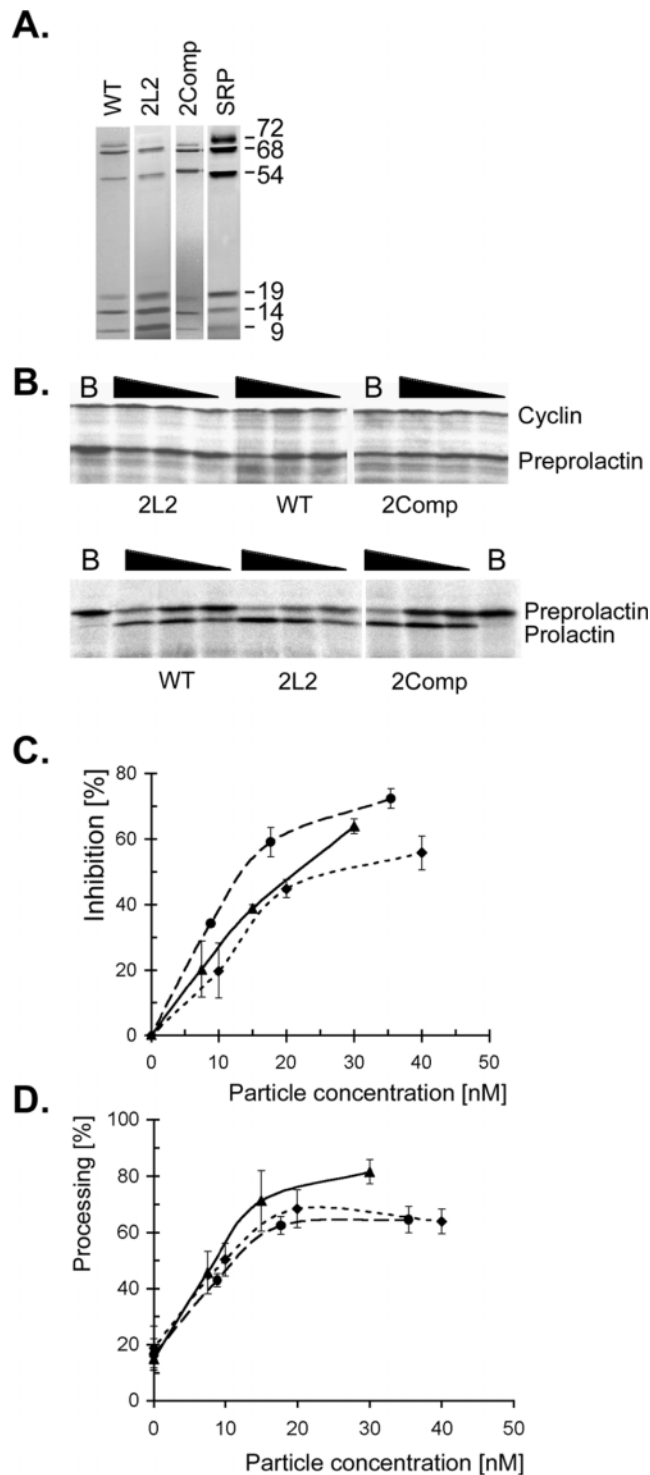 A.
WT 2L2 2Comp SRP
72
68
54
19
14
9
B.
B B
Cyclin
Preprolactin
2L2 WT 2Comp
B B
Preprolactin
Prolactin
WT 2L2 2Comp
C.
Inhibition [%]
80
60
40
20
0
0 10 20 30 40 50
Particle concentration [nM]
D.
Processing [%]
100
80
60
40
20
0
0 10 20 30 40 50
Particle concentration [nM]